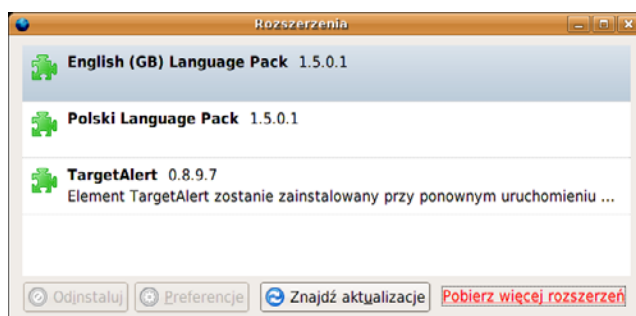 Rozszerzenia
English (GB) Language Pack 1.5.0.1
Polski Language Pack 1.5.0.1
TargetAlert 0.8.9.7
Element TargetAlert zostanie zainstalowany przy ponownym uruchomieniu ...
Odinstaluj Preferencje Znajdź aktualizacje Pobierz więcej rozszerzeń